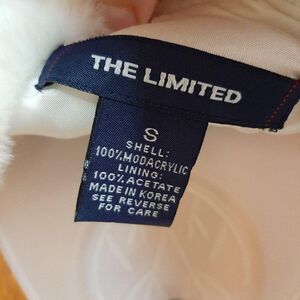 THE LIMITED
S
SHELL:
100% MODACRYLIC
LINING:
100% ACETATE
MADE IN KOREA
SEE REVERSE
FOR CARE